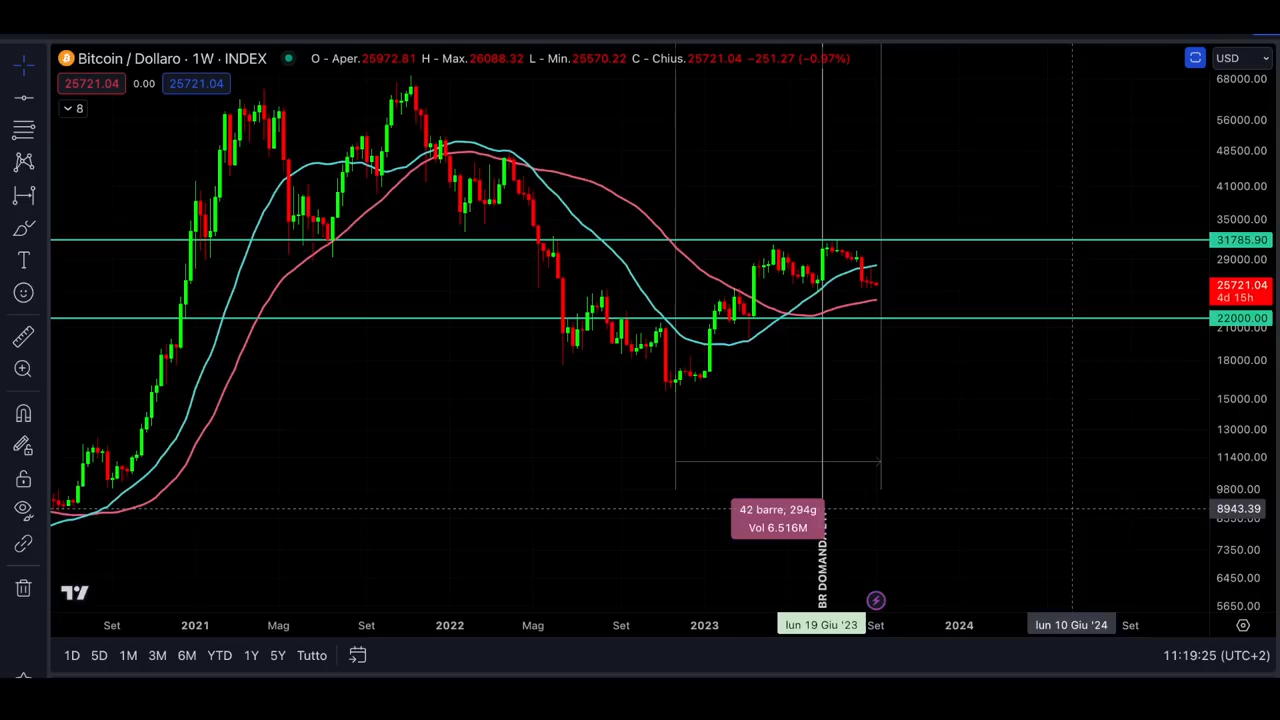 Bitcoin / Dollaro · 1W · INDEX O - Aper.25972.81 H - Max.26088.32 L - Min.25570.22 C - Chius.25721.04 −251.27 (−0.97%)
USD
25721.04 0.00 25721.04
8
68000.00
56000.00
48500.00
41000.00
35000.00
31785.90
29000.00
25721.04
4d 15h
22000.00
21000.00
18000.00
15000.00
13000.00
11400.00
9800.00
8943.39
7350.00
6450.00
5650.00
42 barre, 294g
Vol 6.516M
BR DOMANDA
Set 2021 Mag Set 2022 Mag Set 2023 lun 19 Giu '23 Set 2024 lun 10 Giu '24 Set
1D 5D 1M 3M 6M YTD 1Y 5Y Tutto 11:19:25 (UTC+2)